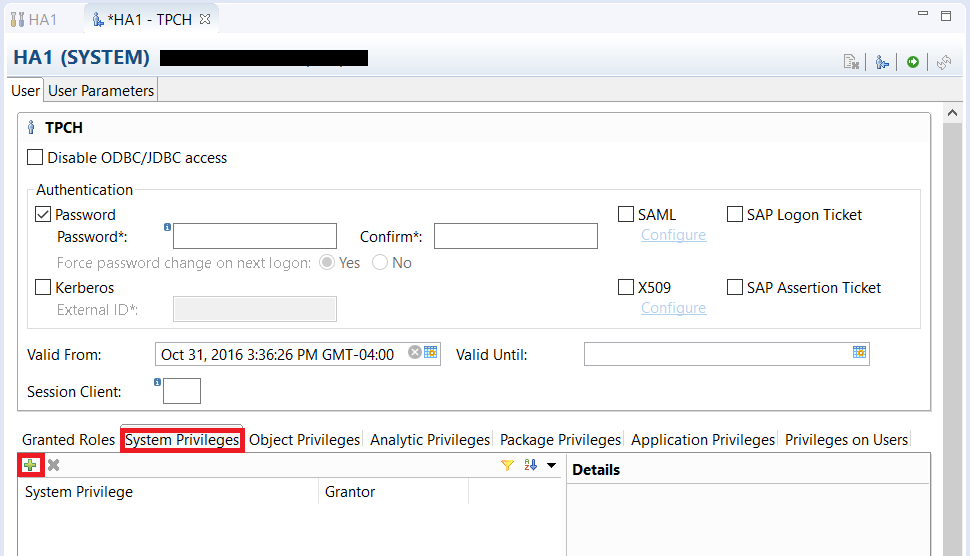 HA1 *HA1 - TPCH
HA1 (SYSTEM)
User User Parameters
TPCH
Disable ODBC/JDBC access
Authentication
Password SAML SAP Logon Ticket
Password*: Confirm*: Configure
Force password change on next logon: Yes No
Kerberos X509 SAP Assertion Ticket
External ID*: Configure
Valid From: Oct 31, 2016 3:36:26 PM GMT-04:00 Valid Until:
Session Client:
Granted Roles System Privileges Object Privileges Analytic Privileges Package Privileges Application Privileges Privileges on Users
Details
System Privilege Grantor